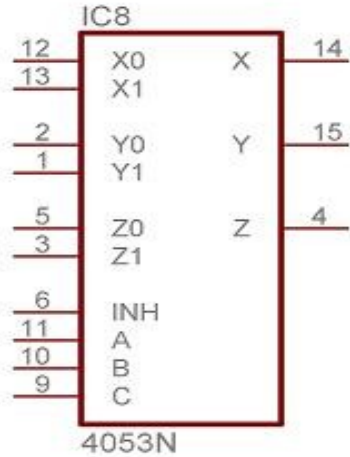 IC8
12 X0 X 14
13 X1
2 Y0 Y 15
1 Y1
5 Z0 Z 4
3 Z1
6 INH
11 A
10 B
9 C
4053N